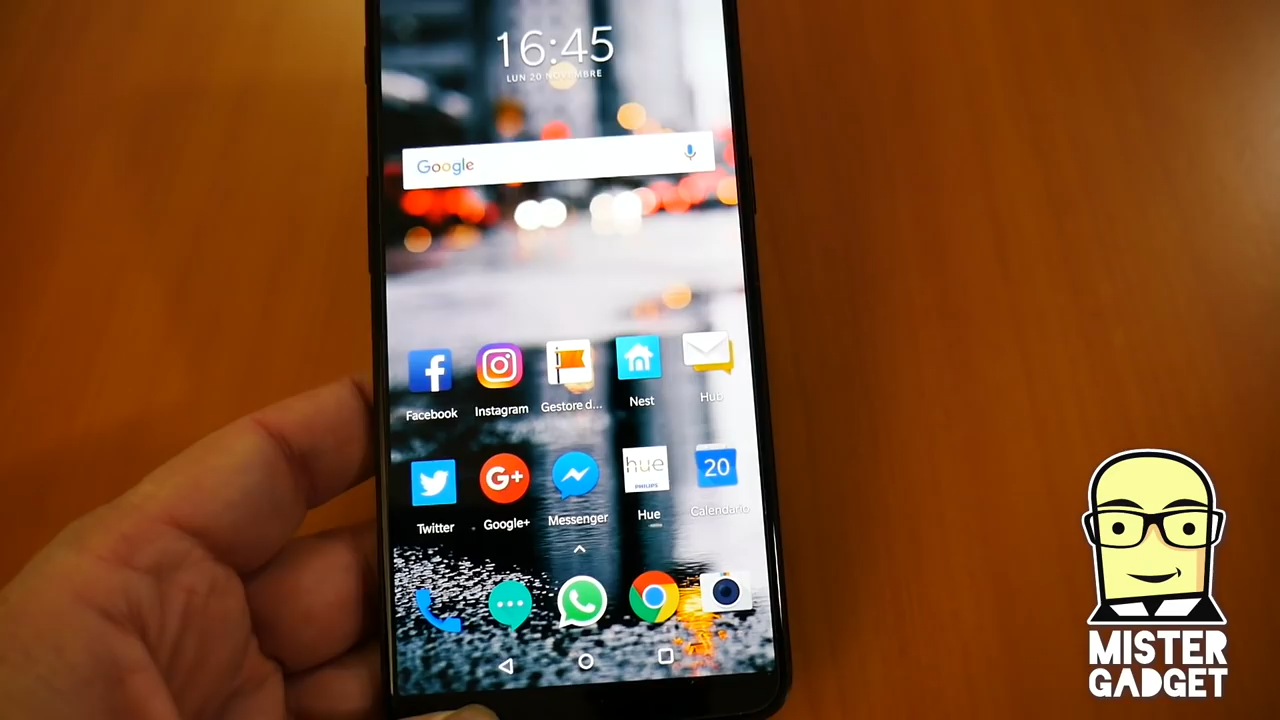 16:45
LUN 20 NOVEMBRE
Google
Facebook
Instagram
Gestore d...
Nest
Hub
hue
PHILIPS
20
Twitter
Google+
Messenger
Hue
Calendario
MISTER
GADGET